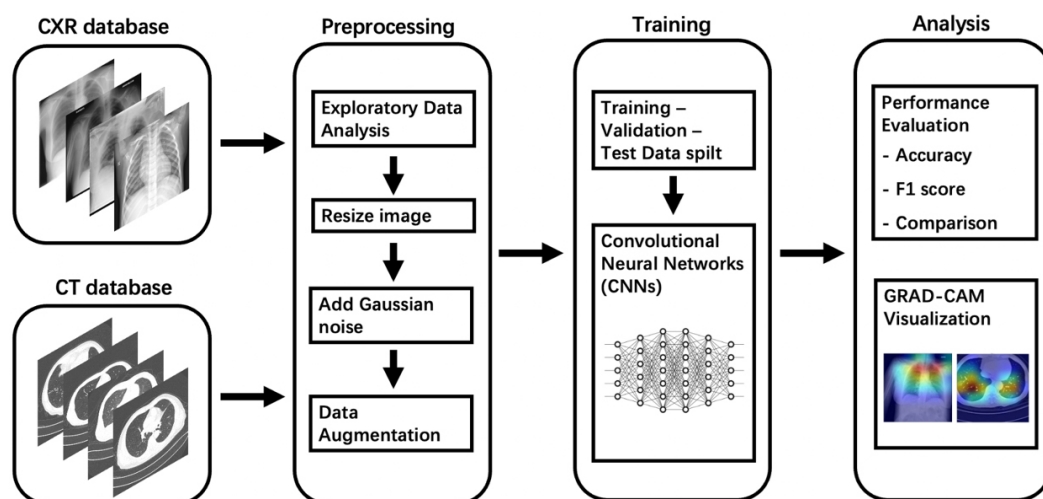 CXR database
CT database
Preprocessing
Exploratory Data
Analysis
Resize image
Add Gaussian
noise
Data
Augmentation
Training
Training –
Validation –
Test Data spilt
Convolutional
Neural Networks
(CNNs)
Analysis
Performance
Evaluation
- Accuracy
- F1 score
- Comparison
GRAD-CAM
Visualization